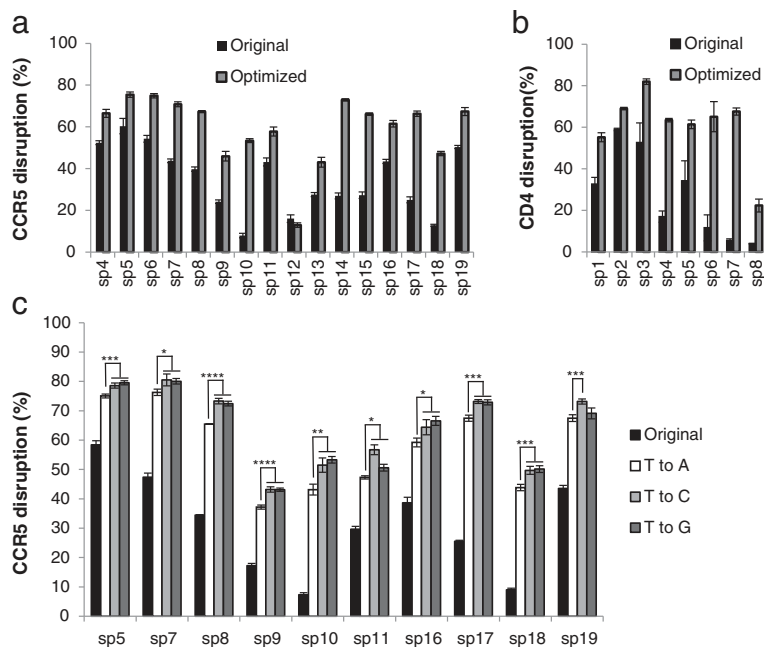 a
CCR5 disruption (%)
100
80
60
40
20
0
Original
Optimized
sp4 sp5 sp6 sp7 sp8 sp9 sp10 sp11 sp12 sp13 sp14 sp15 sp16 sp17 sp18 sp19
b
CD4 disruption(%)
100
80
60
40
20
0
Original
Optimized
sp1 sp2 sp3 sp4 sp5 sp6 sp7 sp8
c
CCR5 disruption (%)
100
90
80
70
60
50
40
30
20
10
0
*** * **** **** ** * * *** *** ***
Original
T to A
T to C
T to G
sp5 sp7 sp8 sp9 sp10 sp11 sp16 sp17 sp18 sp19